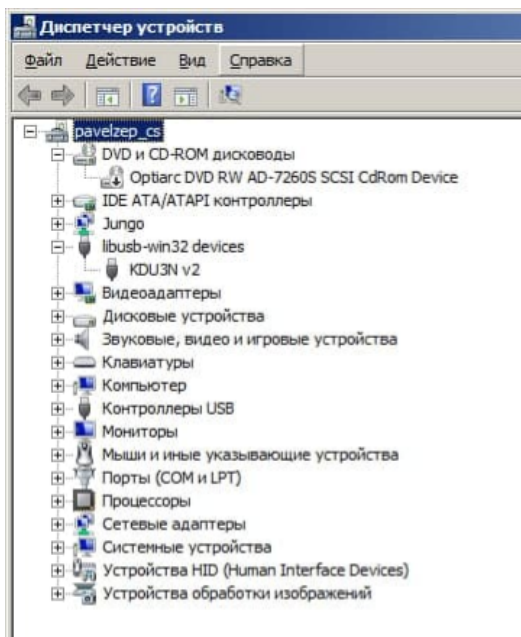 Диспетчер устройств
Файл Действие Вид Справка
pavelzep_cs
DVD и CD-ROM дисководы
Optiarc DVD RW AD-7260S SCSI CdRom Device
IDE ATA/ATAPI контроллеры
Jungo
libusb-win32 devices
KDU3N v2
Видеоадаптеры
Дисковые устройства
Звуковые, видео и игровые устройства
Клавиатуры
Компьютер
Контроллеры USB
Мониторы
Мыши и иные указывающие устройства
Порты (COM и LPT)
Процессоры
Сетевые адаптеры
Системные устройства
Устройства HID (Human Interface Devices)
Устройства обработки изображений